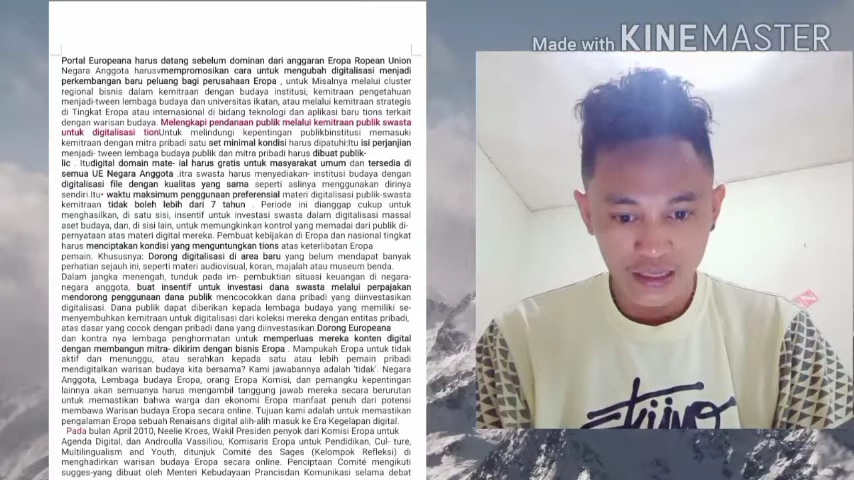 Made with KINEMASTER
Portal Europeana harus datang sebelum dominan dari anggaran Eropa Ropean Union
Negara Anggota harusvmempromosikan cara untuk mengubah digitalisasi menjadi
perkembangan baru peluang bagi perusahaan Eropa , untuk Misalnya melalui cluster
regional bisnis dalam kemitraan dengan budaya institusi, kemitraan pengetahuan
menjadi-tween lembaga budaya dan universitas ikatan, atau melalui kemitraan strategis
di Tingkat Eropa atau internasional di bidang teknologi dan aplikasi baru tions terkait
dengan warisan budaya. Melengkapi pendanaan publik melalui kemitraan publik swasta
untuk digitalisasi tionUntuk melindungi kepentingan publikbinstitusi memasuki
kemitraan dengan mitra pribadi satu set minimal kondisi harus dipatuhi:Itu isi perjanjian
menjadi- tween lembaga budaya publik dan mitra pribadi harus dibuat publik-
lic . Itudigital domain mate- ial harus gratis untuk masyarakat umum dan tersedia di
semua UE Negara Anggota .itra swasta harus menyediakan- institusi budaya dengan
digitalisasi file dengan kualitas yang sama seperti aslinya menggunakan dirinya
sendiri.Itu- waktu maksimum penggunaan preferensial materi digitalisasi publik-swasta
kemitraan tidak boleh lebih dari 7 tahun . Periode ini dianggap cukup untuk
menghasilkan, di satu sisi, insentif untuk investasi swasta dalam digitalisasi massal
aset budaya, dan, di sisi lain, untuk memungkinkan kontrol yang memadai dari publik di-
pernyataan atas materi digital mereka. Pembuat kebijakan di Eropa dan nasional tingkat
harus menciptakan kondisi yang menguntungkan tions atas keterlibatan Eropa
pemain. Khususnya: Dorong digitalisasi di area baru yang belum mendapat banyak
perhatian sejauh ini, seperti materi audiovisual, koran, majalah atau museum benda.
Dalam jangka menengah, tunduk pada im- pembuktian situasi keuangan di negara-
negara anggota, buat insentif untuk investasi dana swasta melalui perpajakan
mendorong penggunaan dana publik mencocokkan dana pribadi yang diinvestasikan
digitalisasi. Dana publik dapat diberikan kepada lembaga budaya yang memiliki se-
menyembuhkan kemitraan untuk digitalisasi dari koleksi mereka dengan entitas pribadi,
atas dasar yang cocok dengan pribadi dana yang diinvestasikan.Dorong Europeana
dan kontra nya lembaga penghormatan untuk memperluas mereka konten digital
dengan membangun mitra- dikirim dengan bisnis Eropa . Mampukah Eropa untuk tidak
aktif dan menunggu, atau serahkan kepada satu atau lebih pemain pribadi
mendigitalkan warisan budaya kita bersama? Kami jawabannya adalah 'tidak'. Negara
Anggota, Lembaga budaya Eropa, orang Eropa Komisi, dan pemangku kepentingan
lainnya akan semuanya harus mengambil tanggung jawab mereka secara berurutan
untuk memastikan bahwa warga dan ekonomi Eropa manfaat penuh dari potensi
membawa Warisan budaya Eropa secara online. Tujuan kami adalah untuk memastikan
pengalaman Eropa sebuah Renaisans digital alih-alih masuk ke Era Kegelapan digital.
Pada bulan April 2010, Neelie Kroes, Wakil Presiden penyok dari Komisi Eropa untuk
Agenda Digital, dan Androulla Vassiliou, Komisaris Eropa untuk Pendidikan, Cul- ture,
Multilingualism and Youth, ditunjuk Comité des Sages (Kelompok Refleksi) di
menghadirkan warisan budaya Eropa secara online. Penciptaan Comité mengikuti
sugges-yang dibuat oleh Menteri Kebudayaan Prancisdan Komunikasi selama debat